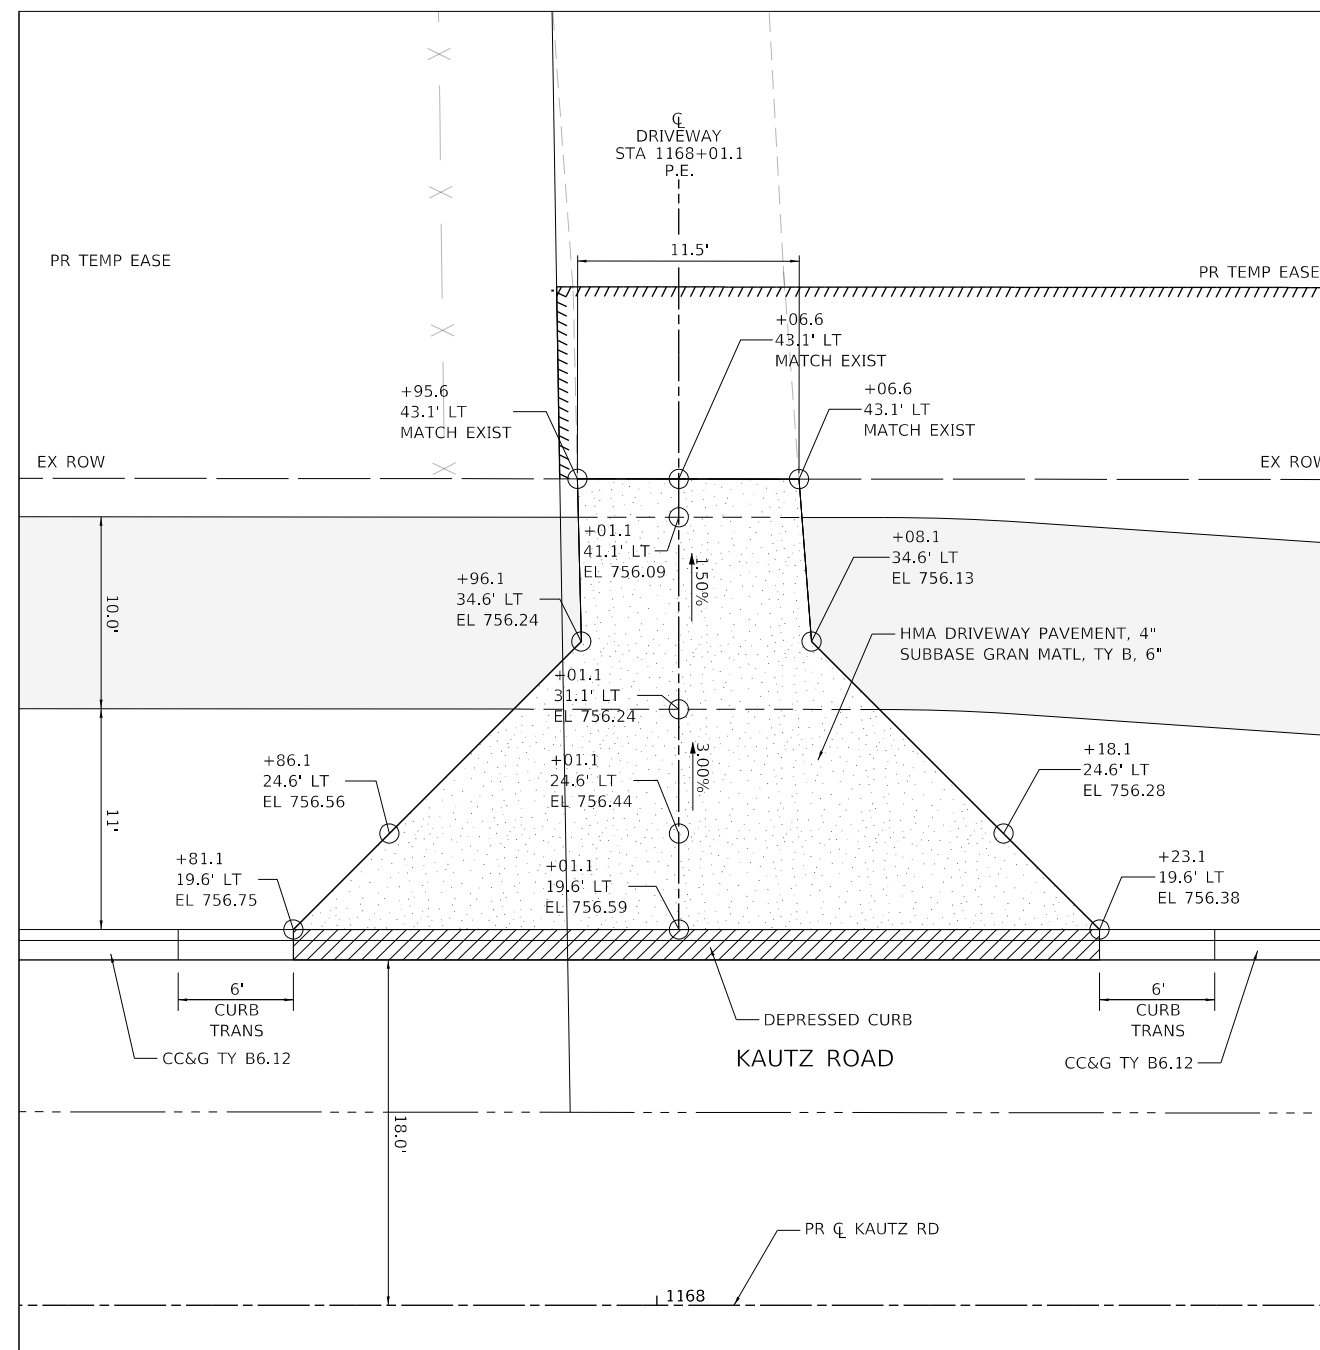 ℄
DRIVEWAY
STA 1168+01.1
P.E.
11.5'
PR TEMP EASE
PR TEMP EASE
+06.6
43.1' LT
MATCH EXIST
+95.6
43.1' LT
MATCH EXIST
+06.6
43.1' LT
MATCH EXIST
EX ROW
EX ROW
+01.1
41.1' LT
EL 756.09
1.50%
+08.1
34.6' LT
EL 756.13
+96.1
34.6' LT
EL 756.24
10.0'
HMA DRIVEWAY PAVEMENT, 4"
SUBBASE GRAN MATL, TY B, 6"
+01.1
31.1' LT
EL 756.24
3.00%
+86.1
24.6' LT
EL 756.56
+01.1
24.6' LT
EL 756.44
+18.1
24.6' LT
EL 756.28
11'
+81.1
19.6' LT
EL 756.75
+01.1
19.6' LT
EL 756.59
+23.1
19.6' LT
EL 756.38
6'
CURB
TRANS
6'
CURB
TRANS
DEPRESSED CURB
CC&G TY B6.12
KAUTZ ROAD
CC&G TY B6.12
18.0'
PR ℄ KAUTZ RD
1168